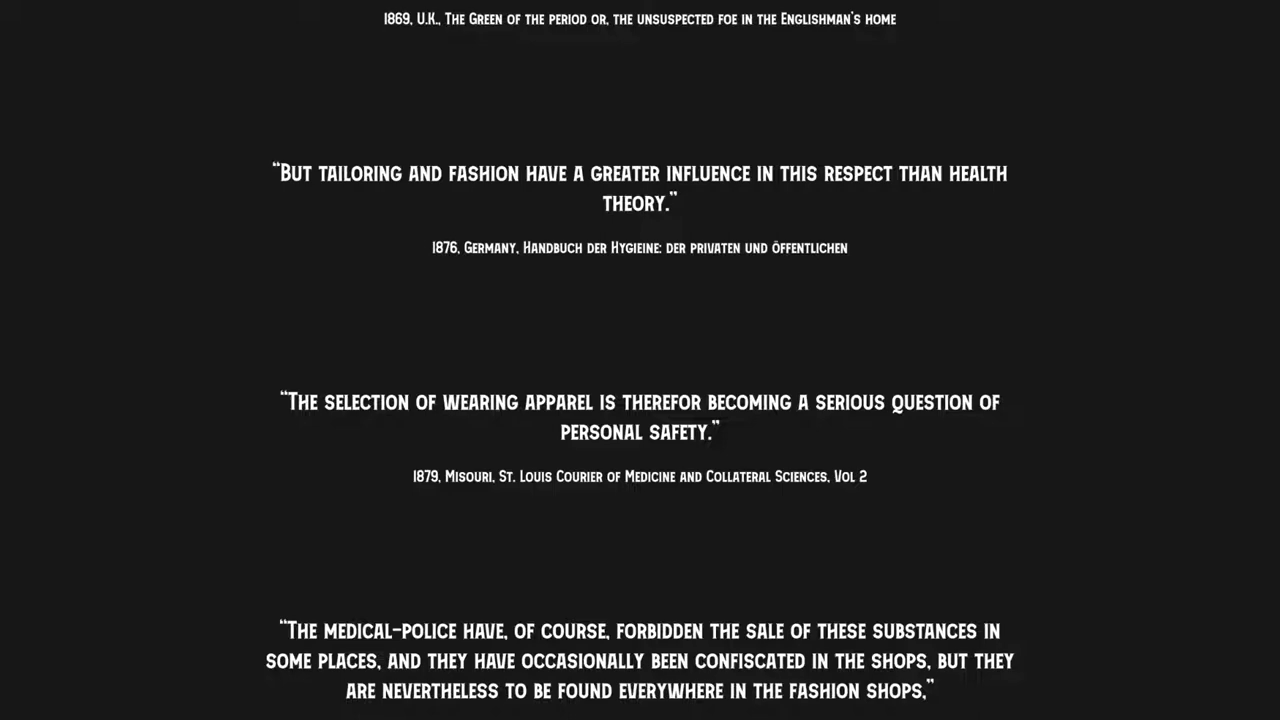 1869, U.K., The Green of the period or, the unsuspected foe in the Englishman's home
“But tailoring and fashion have a greater influence in this respect than health
theory.”
1876, Germany, Handbuch der Hygieine: der privaten und öffentlichen
“The selection of wearing apparel is therefor becoming a serious question of
personal safety.”
1879, Misouri, St. Louis Courier of Medicine and Collateral Sciences, Vol 2
“The medical-police have, of course, forbidden the sale of these substances in
some places, and they have occasionally been confiscated in the shops, but they
are nevertheless to be found everywhere in the fashion shops,”